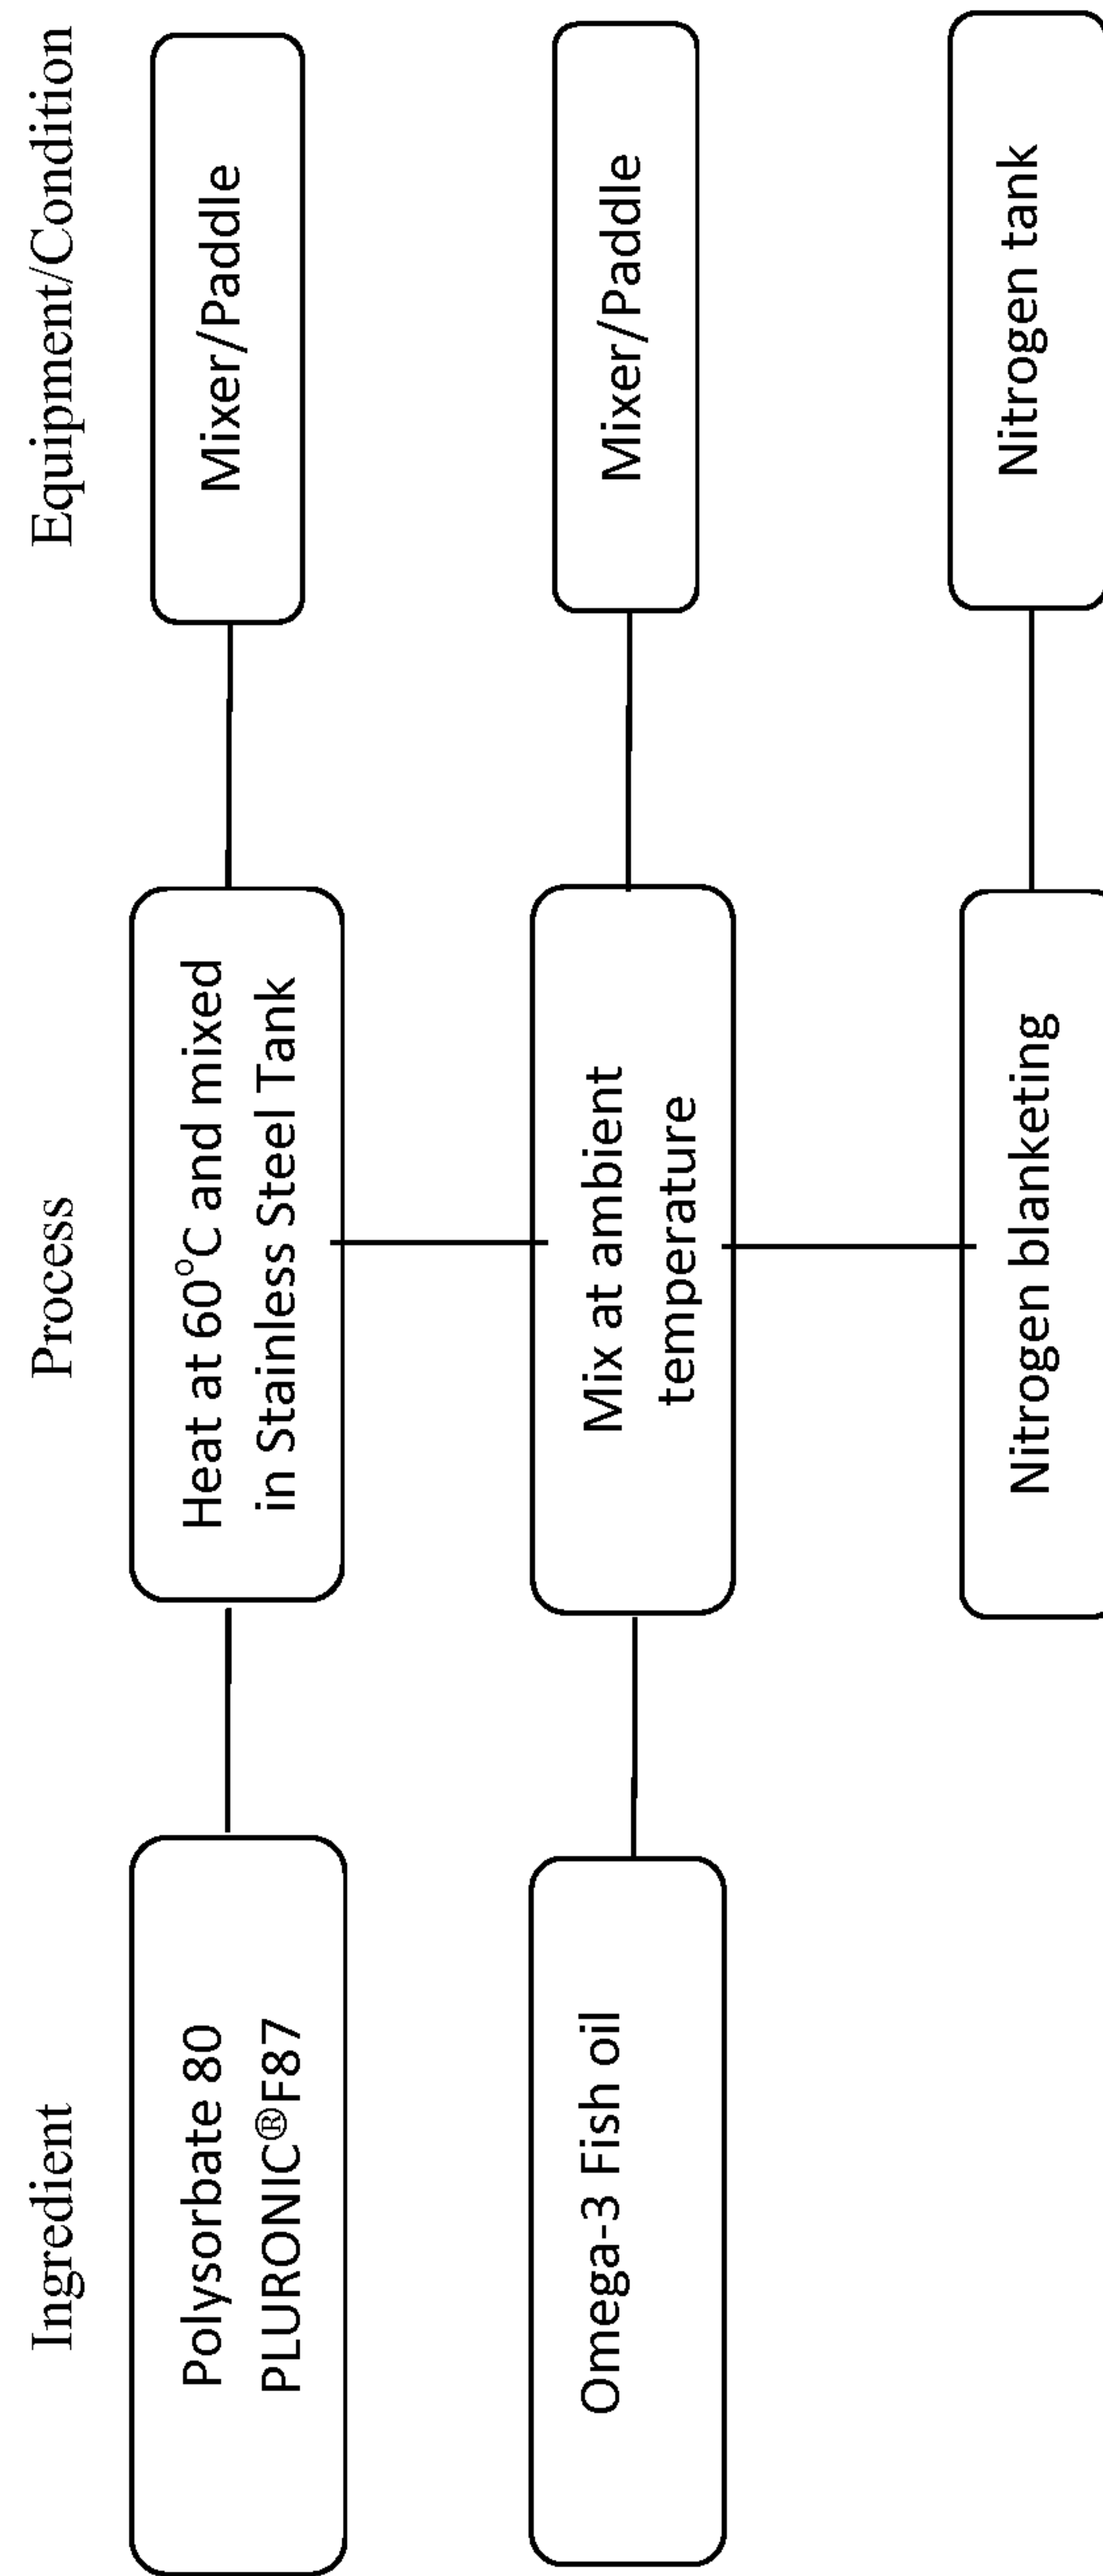 Ingredient
Process
Equipment/Condition
Polysorbate 80
PLURONIC®F87
Heat at 60°C and mixed
in Stainless Steel Tank
Mixer/Paddle
Omega-3 Fish oil
Mix at ambient
temperature
Mixer/Paddle
Nitrogen blanketing
Nitrogen tank